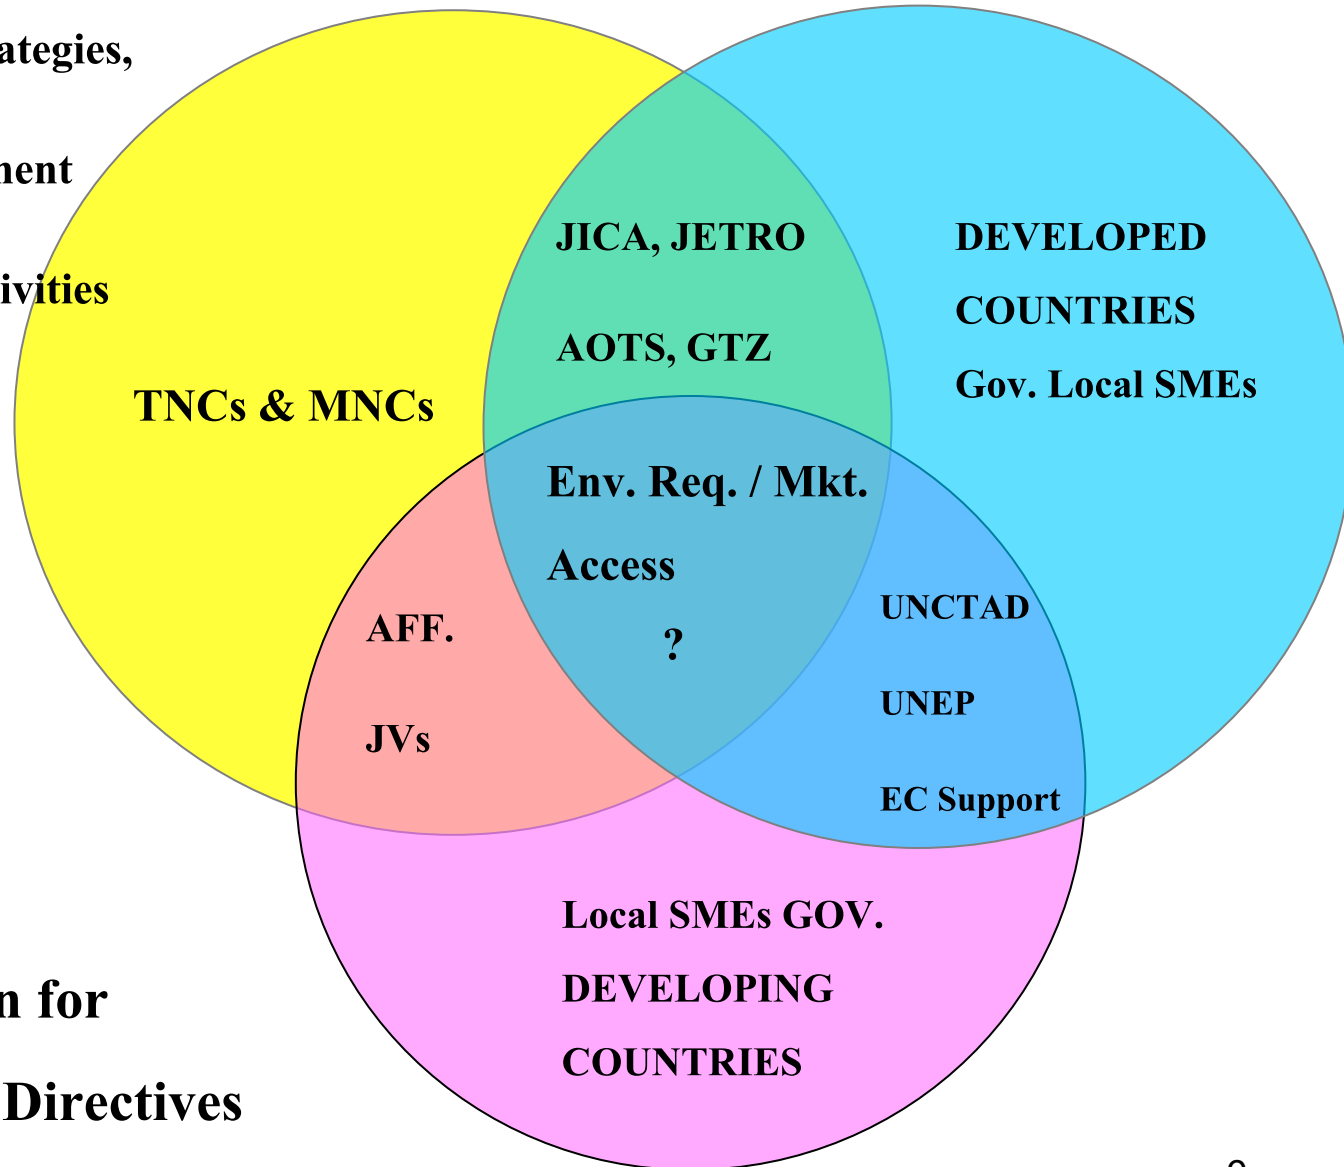 ategies,
ment
ivities
JICA, JETRO
AOTS, GTZ
DEVELOPED
COUNTRIES
Gov. Local SMEs
TNCs & MNCs
Env. Req. / Mkt.
Access
?
AFF.
JVs
UNCTAD
UNEP
EC Support
Local SMEs GOV.
DEVELOPING
COUNTRIES
n for
Directives